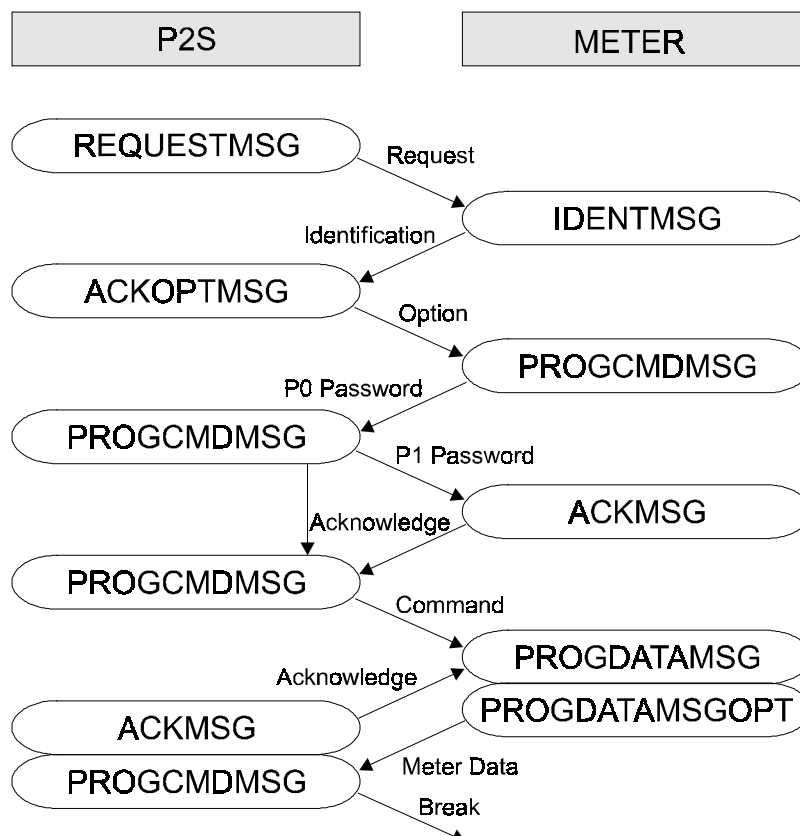 P2S
METER
REQUESTMSG
Request
IDENTMSG
Identification
ACKOPTMSG
Option
PROGCMDMSG
P0 Password
PROGCMDMSG
P1 Password
ACKMSG
Acknowledge
PROGCMDMSG
Command
PROGDATAMSG
Acknowledge
PROGDATAMSGOPT
ACKMSG
Meter Data
PROGCMDMSG
Break